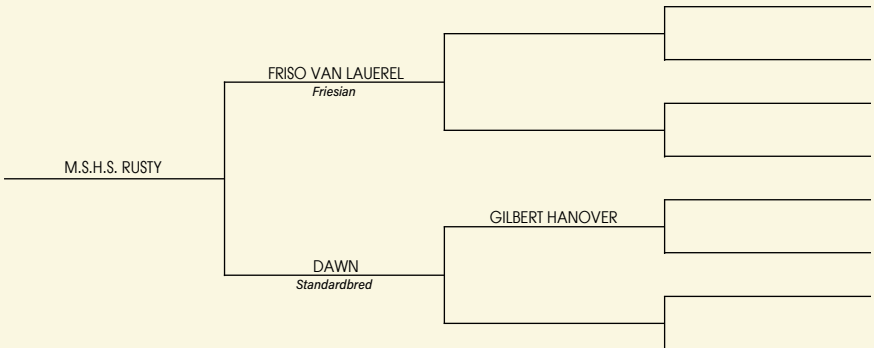 FRISO VAN LAUEREL
Friesian
M.S.H.S. RUSTY
GILBERT HANOVER
DAWN
Standardbred